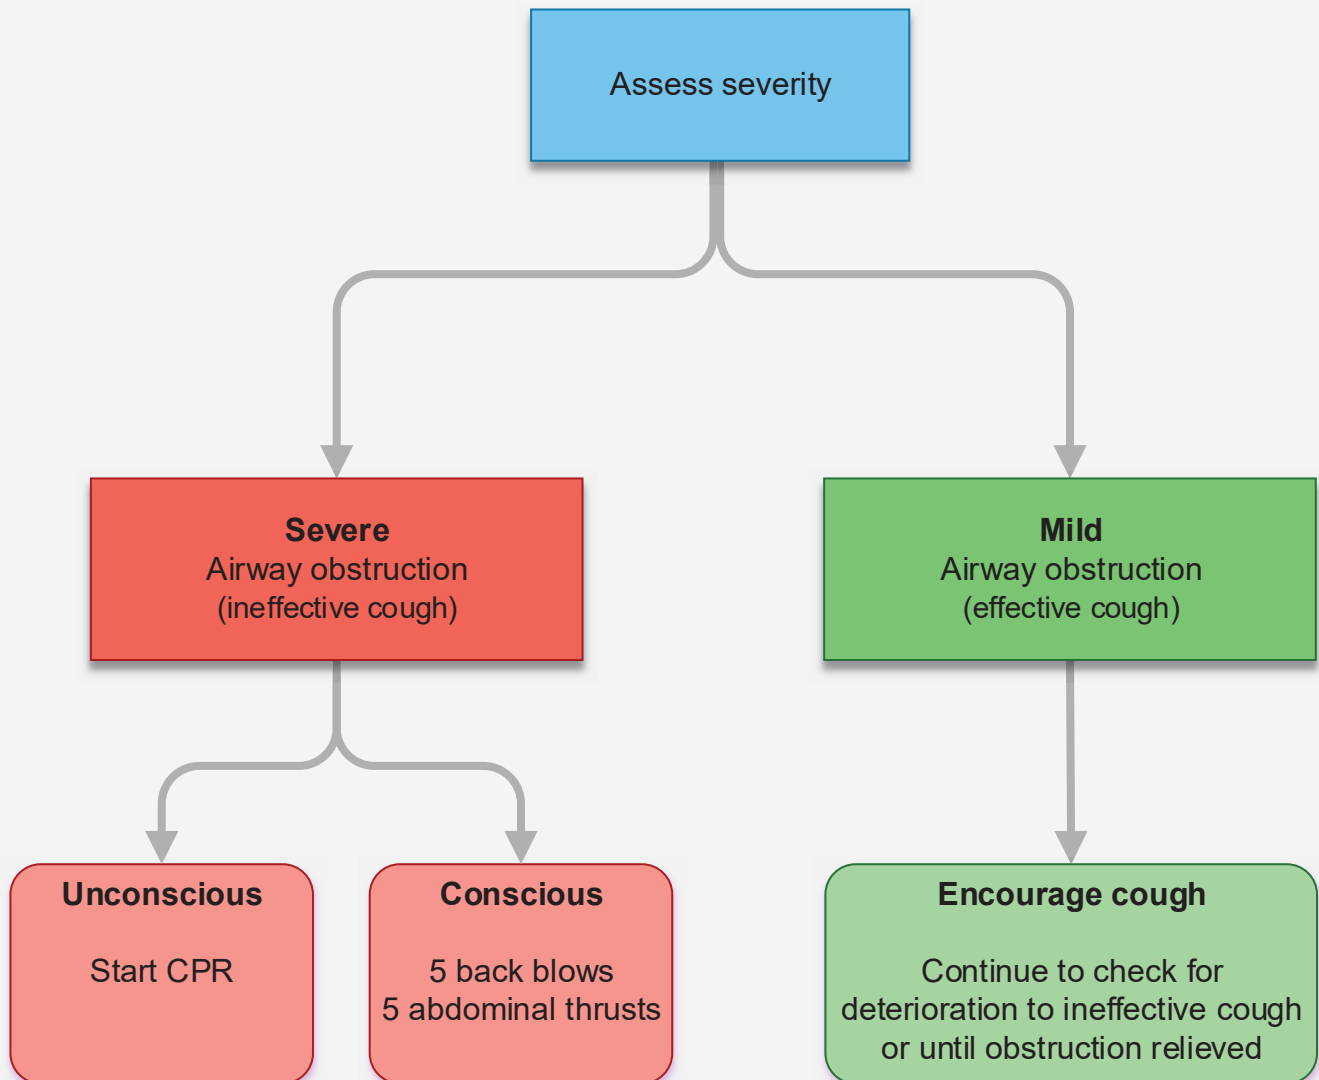 Assess severity
Severe
Airway obstruction
(ineffective cough)
Mild
Airway obstruction
(effective cough)
Unconscious
Start CPR
Conscious
5 back blows
5 abdominal thrusts
Encourage cough
Continue to check for
deterioration to ineffective cough
or until obstruction relieved